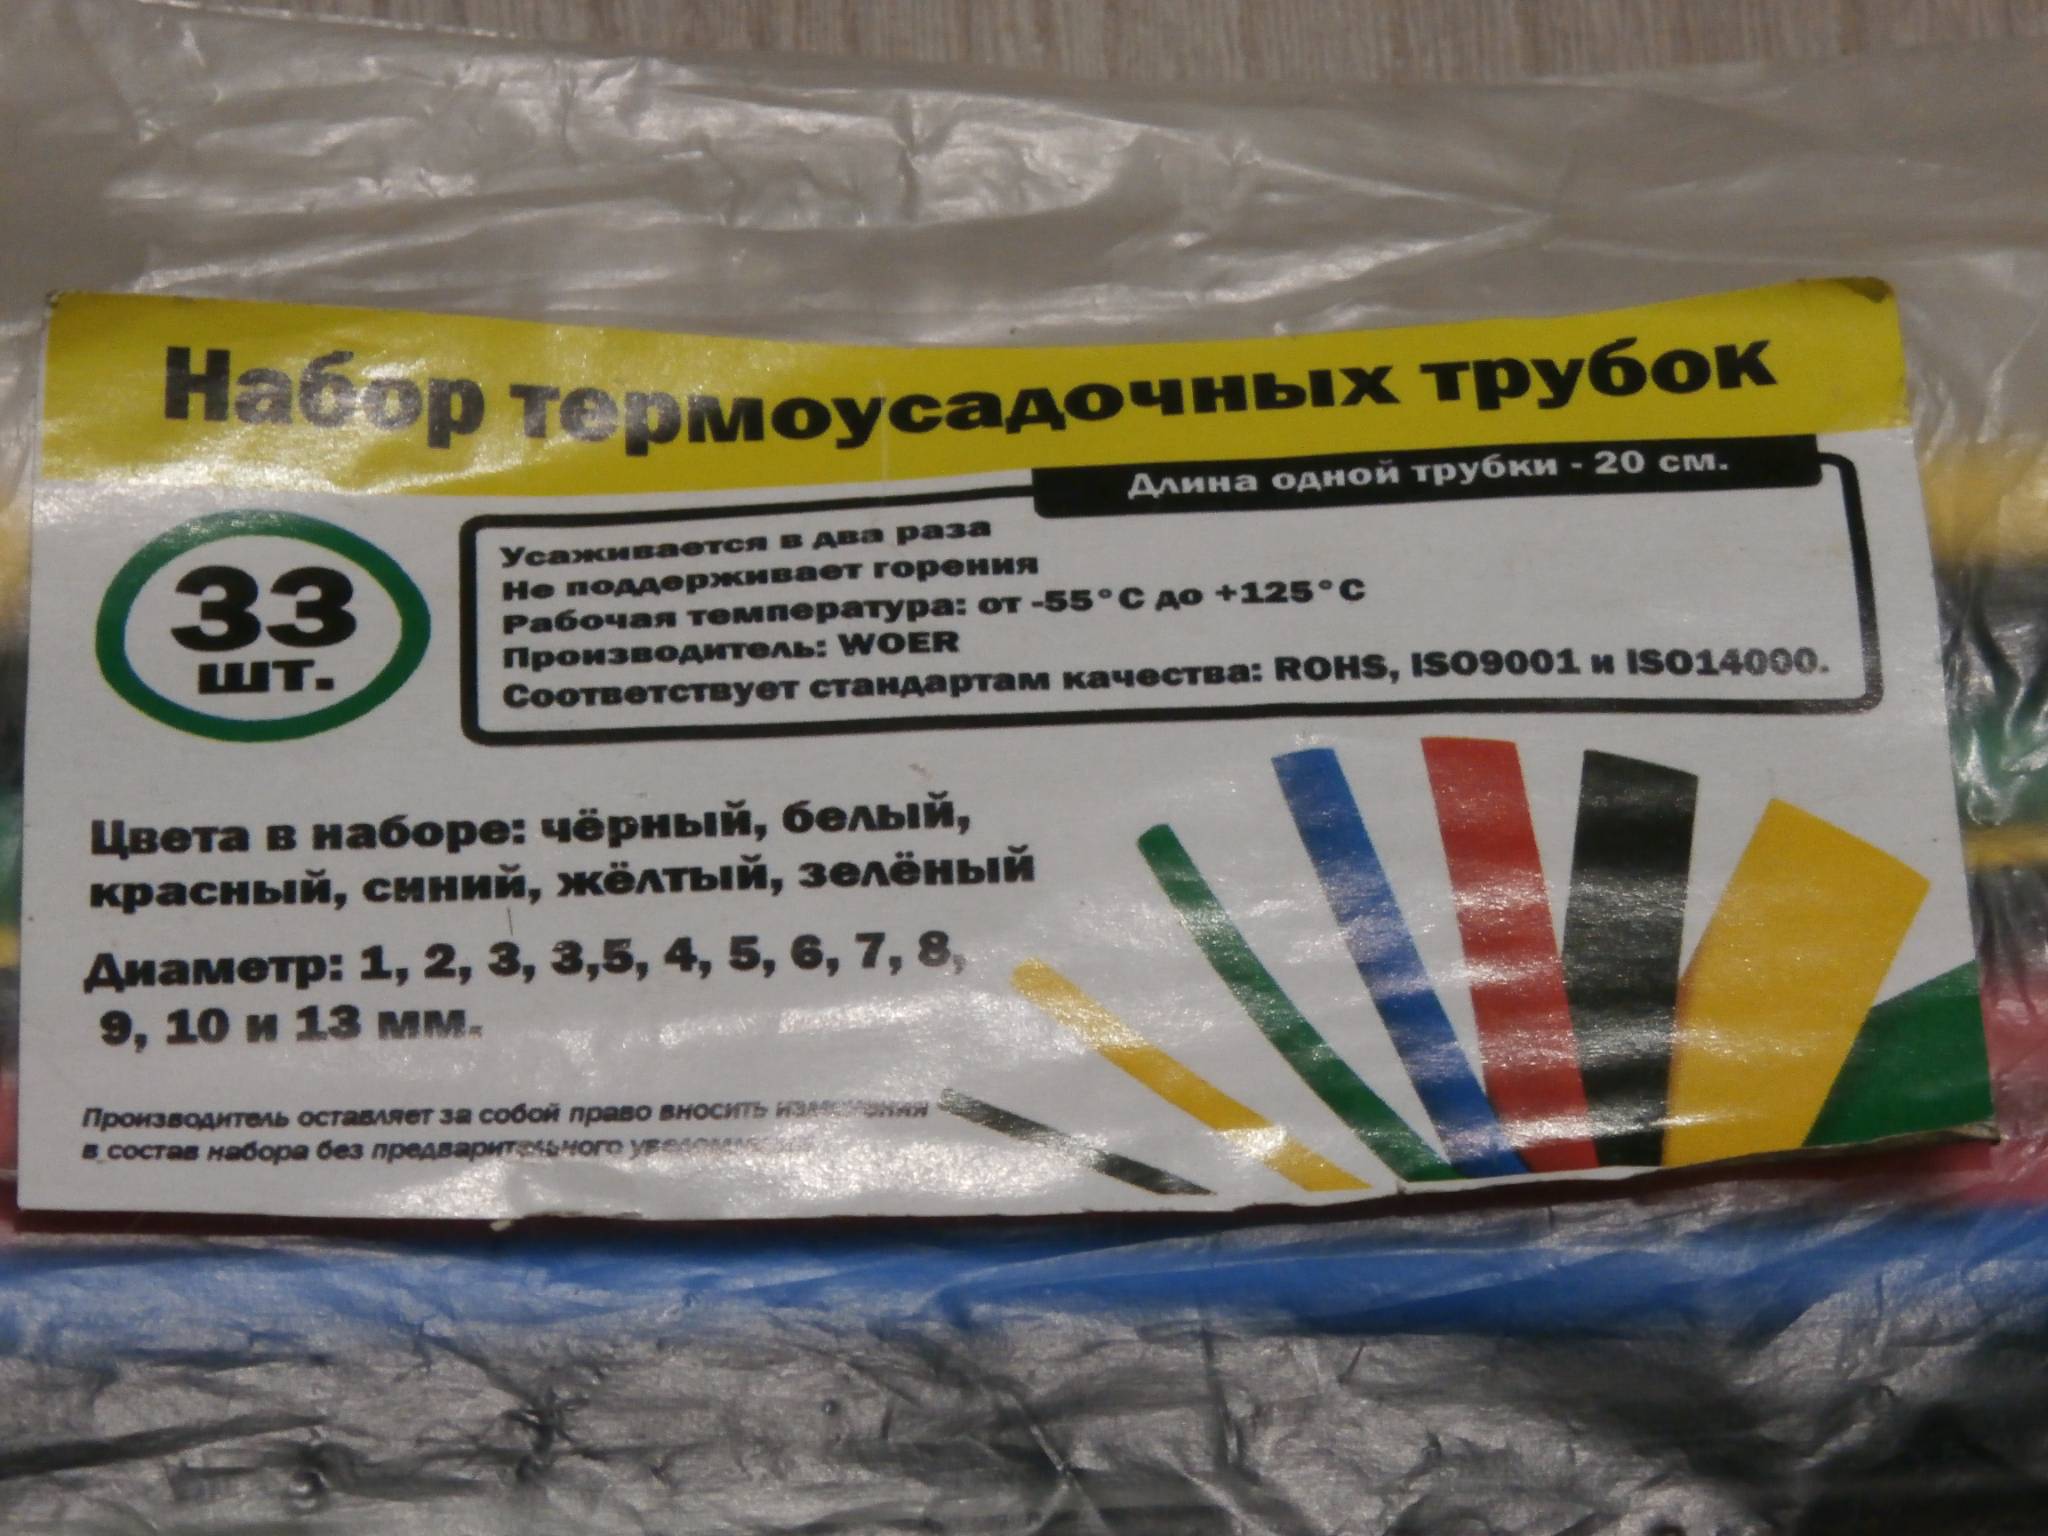 Набор термоусадочных трубок
Длина одной трубки - 20 см.
33
шт.
Усаживается в два раза
Не поддерживает горения
Рабочая температура: от -55°C до +125°C
Производитель: WOER
Соответствует стандартам качества: ROHS, ISO9001 и ISO14000.
Цвета в наборе: чёрный, белый,
красный, синий, жёлтый, зелёный
Диаметр: 1, 2, 3, 3,5, 4, 5, 6, 7, 8,
9, 10 и 13 мм.
Производитель оставляет за собой право вносить изменения
в состав набора без предварительного уведомления